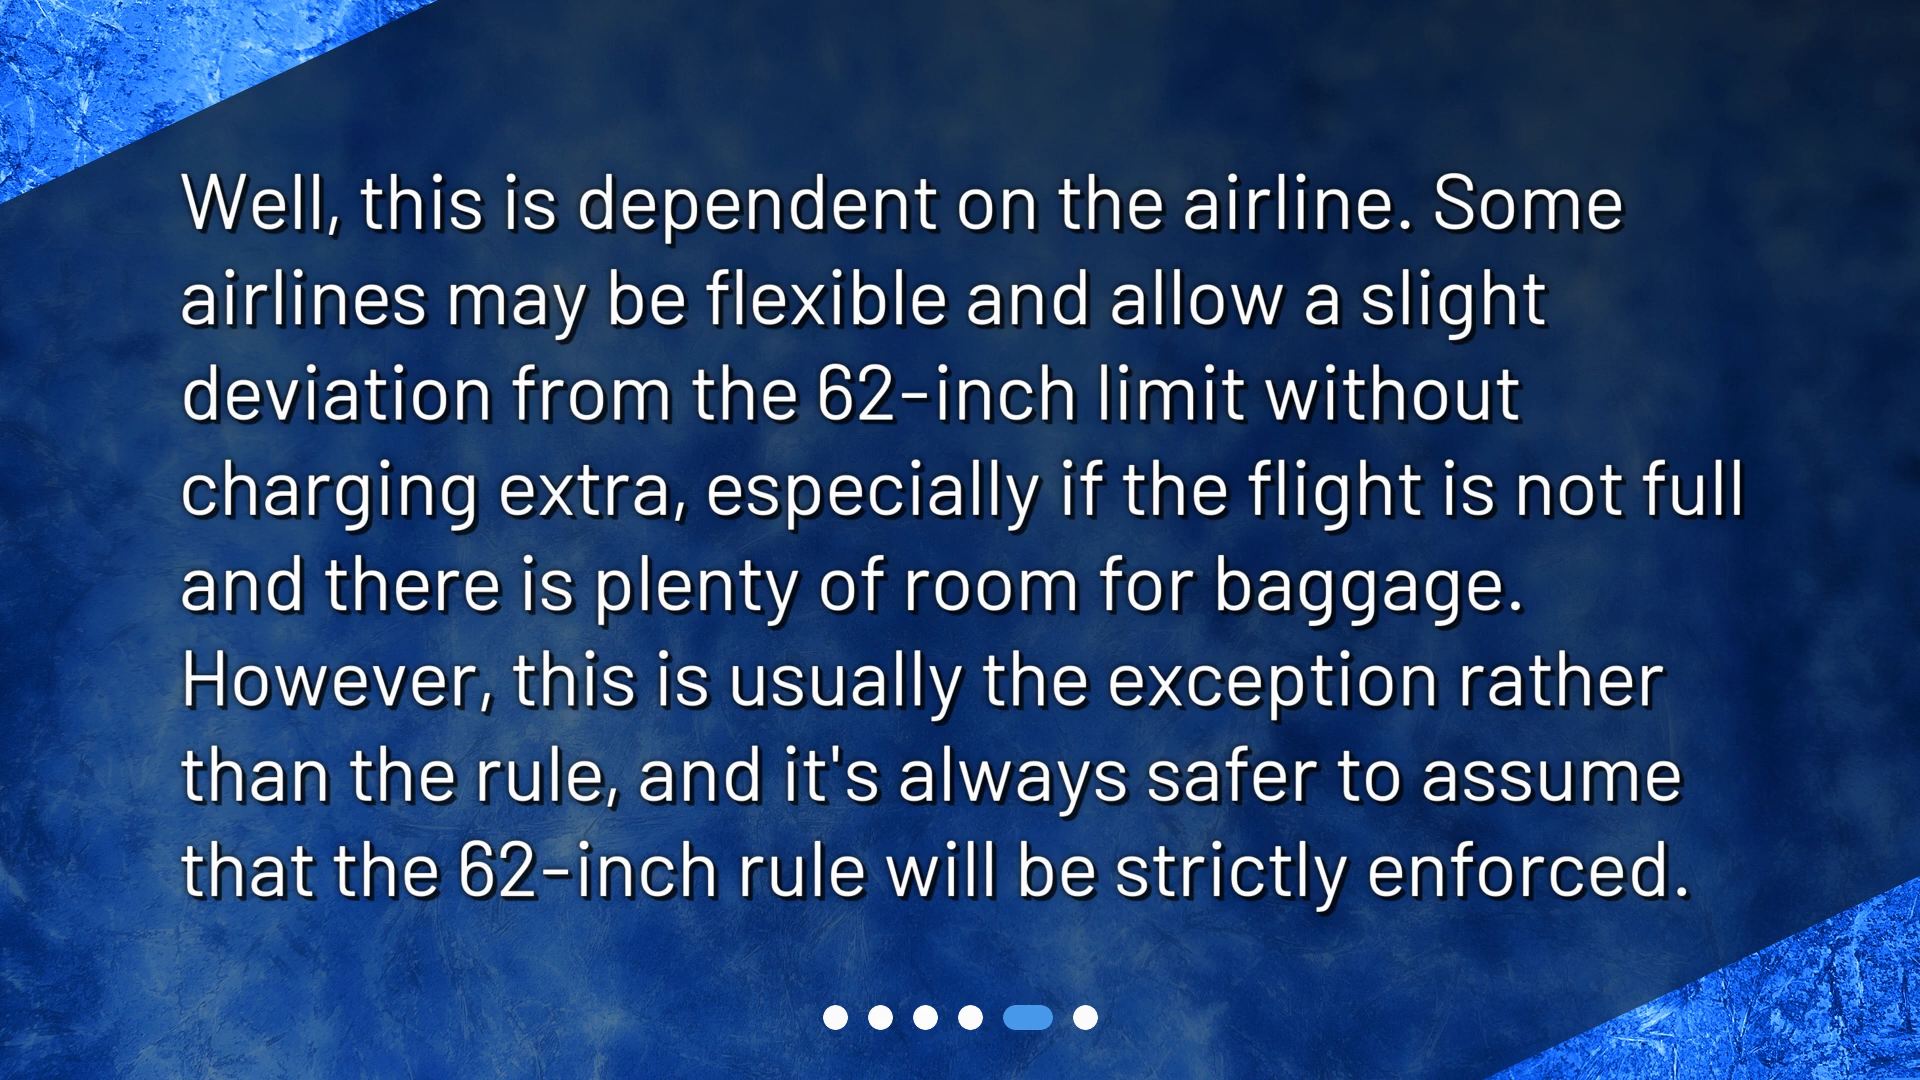 Well, this is dependent on the airline. Some
airlines may be flexible and allow a slight
deviation from the 62-inch limit without
charging extra, especially if the flight is not full
and there is plenty of room for baggage.
However, this is usually the exception rather
than the rule, and it's always safer to assume
that the 62-inch rule will be strictly enforced.